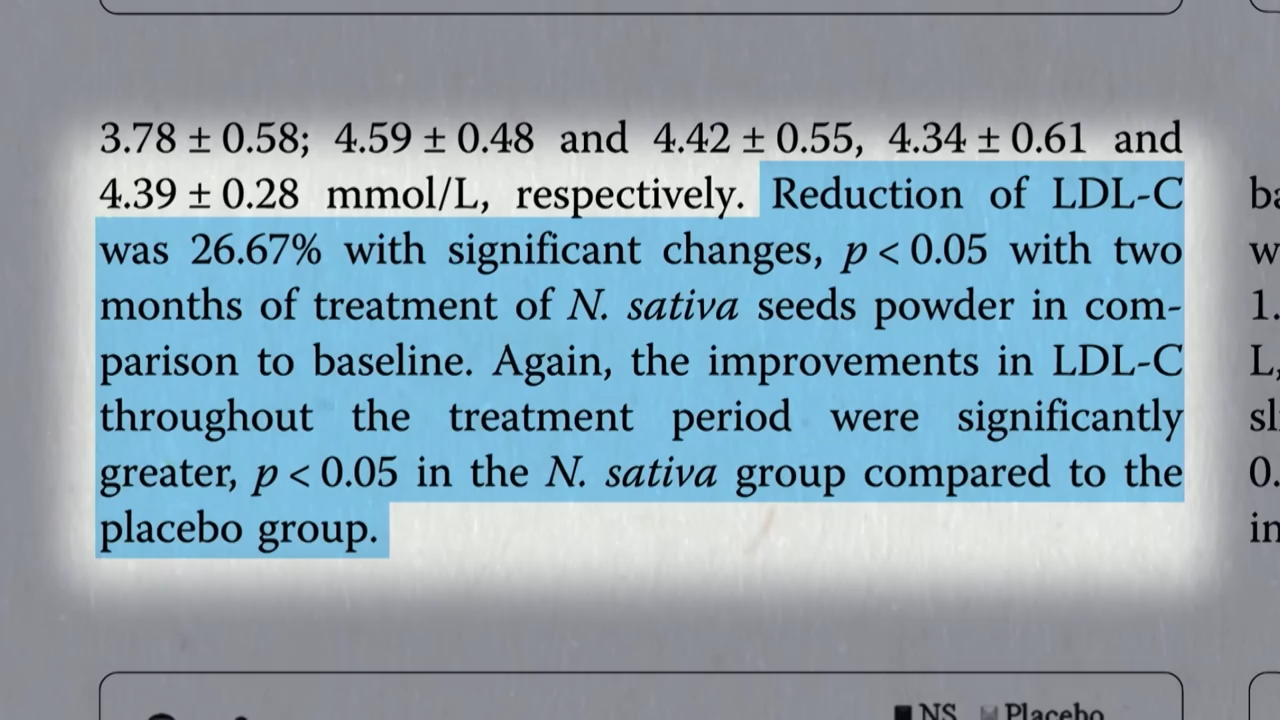 3.78 ± 0.58; 4.59 ± 0.48 and 4.42 ± 0.55, 4.34 ± 0.61 and
4.39 ± 0.28 mmol/L, respectively. Reduction of LDL-C
was 26.67% with significant changes, p < 0.05 with two
months of treatment of N. sativa seeds powder in com-
parison to baseline. Again, the improvements in LDL-C
throughout the treatment period were significantly
greater, p < 0.05 in the N. sativa group compared to the
placebo group.
NS Placebo